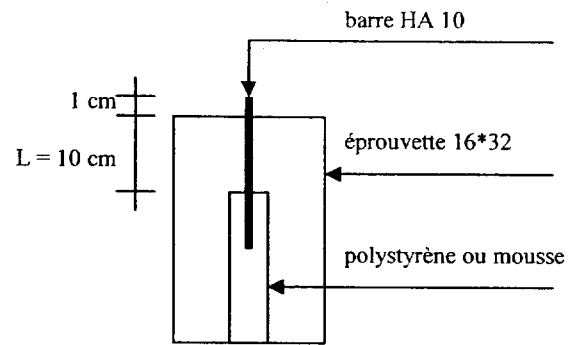 barre HA 10
1 cm
éprouvette 16*32
L = 10 cm
polystyrène ou mousse